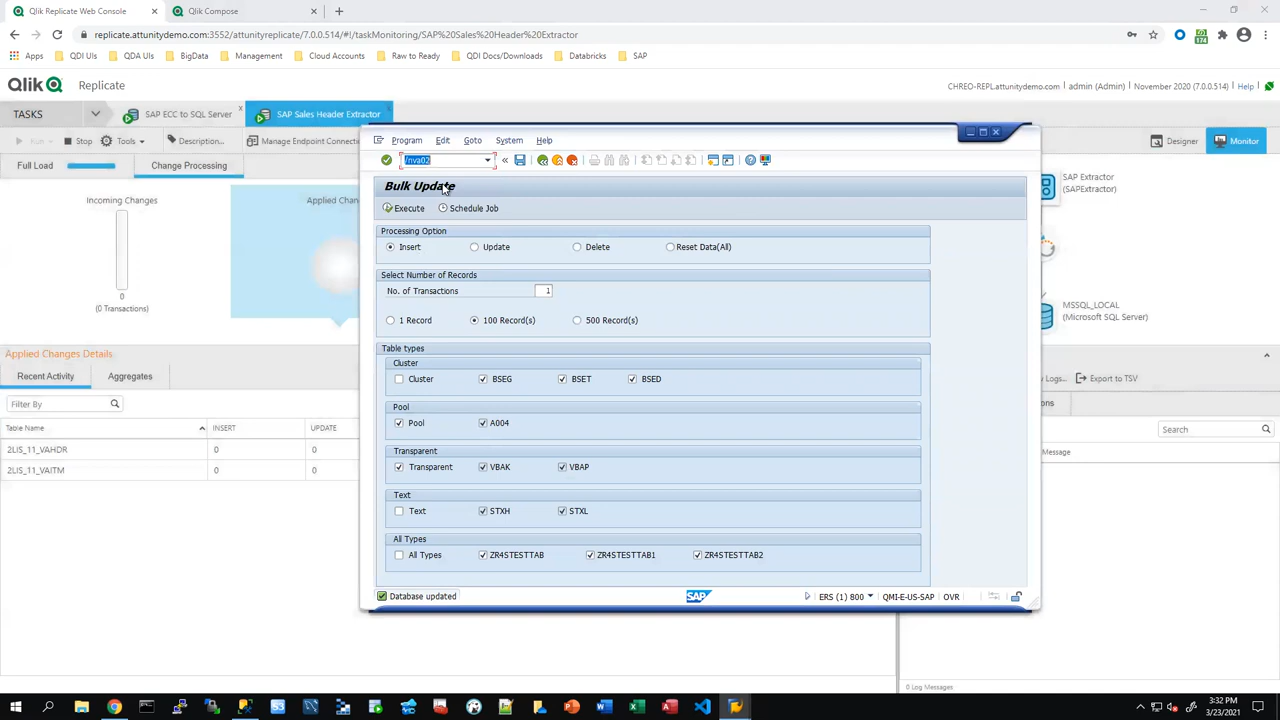 Qlik Replicate Web Console
Qlik Compose
replicate.attunitydemo.com:3552/attunityreplicate/7.0.0.514/#!/taskMonitoring/SAP%20Sales%20Header%20Extractor
Apps QDI UIs QDA UIs BigData Management Cloud Accounts Raw to Ready QDI Docs/Downloads Databricks SAP
Qlik Replicate CHREO-REPL.attunitydemo.com admin (Admin) November 2020 (7.0.0.514) Help
TASKS SAP ECC to SQL Server SAP Sales Header Extractor
Run Stop Tools Description... Manage Endpoint Connections Designer Monitor
Full Load Change Processing
Incoming Changes
Applied Changes
0
(0 Transactions)
SAP Extractor
(SAPExtractor)
MSSQL_LOCAL
(Microsoft SQL Server)
Applied Changes Details
Recent Activity Aggregates
Logs... Export to TSV
Filter By
Search
Table Name INSERT UPDATE
Message
2LIS_11_VAHDR 0 0
2LIS_11_VAITM 0 0
0 Log Messages
Program Edit Goto System Help
/nva02
Bulk Update
Execute Schedule Job
Processing Option
Insert Update Delete Reset Data(All)
Select Number of Records
No. of Transactions 1
1 Record 100 Record(s) 500 Record(s)
Table types
Cluster
Cluster BSEG BSET BSED
Pool
Pool A004
Transparent
Transparent VBAK VBAP
Text
Text STXH STXL
All Types
All Types ZR4STESTTAB ZR4STESTTAB1 ZR4STESTTAB2
Database updated SAP ERS (1) 800 QMI-E-US-SAP OVR
3:32 PM
3/23/2021